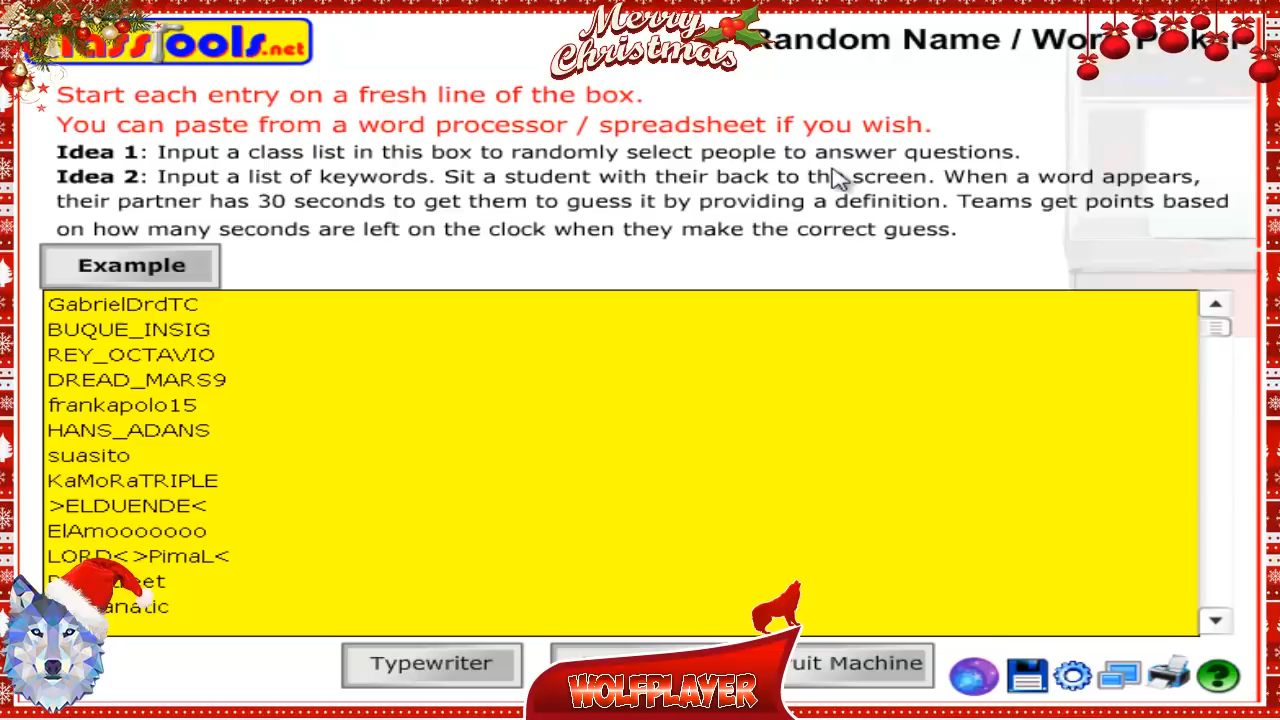 Tools.net
Merry Christmas
Random Name /
Start each entry on a fresh line of the box.
You can paste from a word processor / spreadsheet if you wish.
Idea 1: Input a class list in this box to randomly select people to answer questions.
Idea 2: Input a list of keywords. Sit a student with their back to the screen. When a word appears,
their partner has 30 seconds to get them to guess it by providing a definition. Teams get points based
on how many seconds are left on the clock when they make the correct guess.
Example
GabrielDrdTC
BUQUE_INSIG
REY_OCTAVIO
DREAD_MARS9
frankapolo15
HANS_ADANS
suasito
KaMoRaTRIPLE
>ELDUENDE<
ElAmooooooo
LORD< >PimaL<
Typewriter
Machine
WOLFPLAYER
?